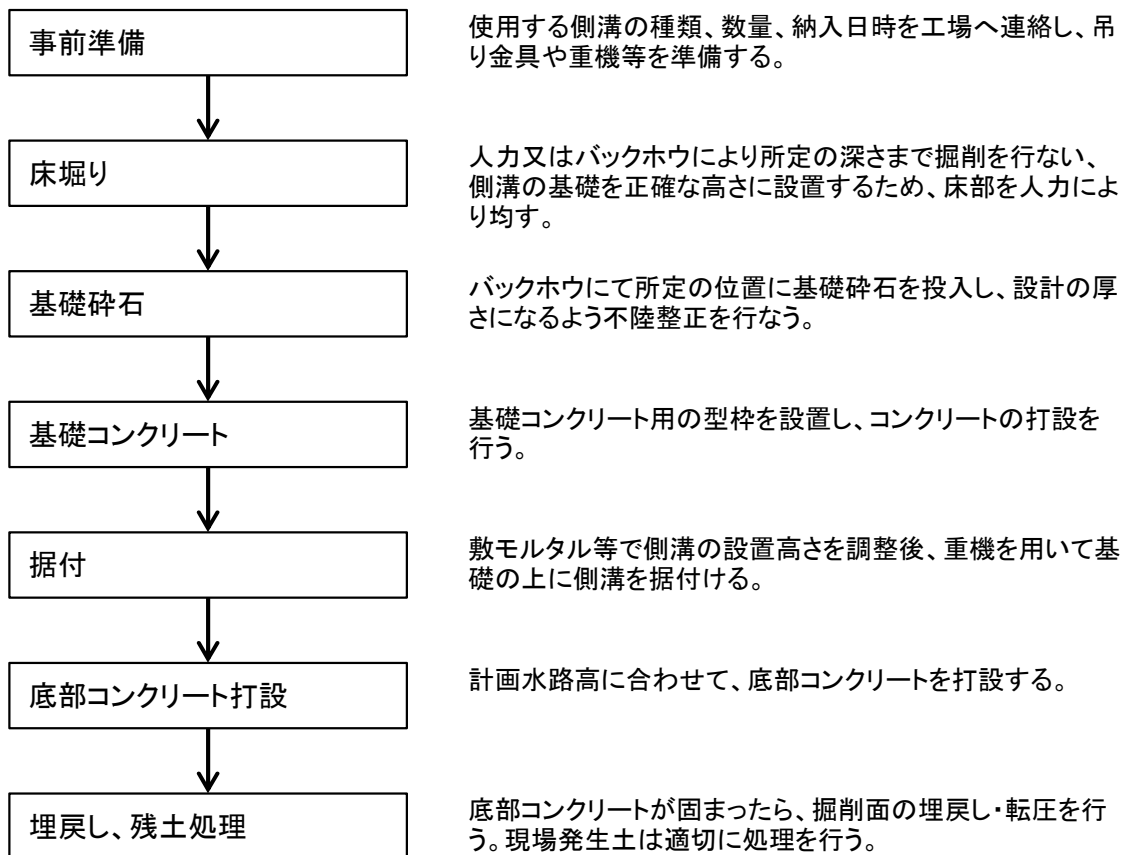 事前準備
使用する側溝の種類、数量、納入日時を工場へ連絡し、吊
り金具や重機等を準備する。
床堀り
人力又はバックホウにより所定の深さまで掘削を行ない、
側溝の基礎を正確な高さに設置するため、床部を人力によ
り均す。
基礎砕石
バックホウにて所定の位置に基礎砕石を投入し、設計の厚
さになるよう不陸整正を行なう。
基礎コンクリート
基礎コンクリート用の型枠を設置し、コンクリートの打設を
行う。
据付
敷モルタル等で側溝の設置高さを調整後、重機を用いて基
礎の上に側溝を据付ける。
底部コンクリート打設
計画水路高に合わせて、底部コンクリートを打設する。
埋戻し、残土処理
底部コンクリートが固まったら、掘削面の埋戻し・転圧を行
う。現場発生土は適切に処理を行う。